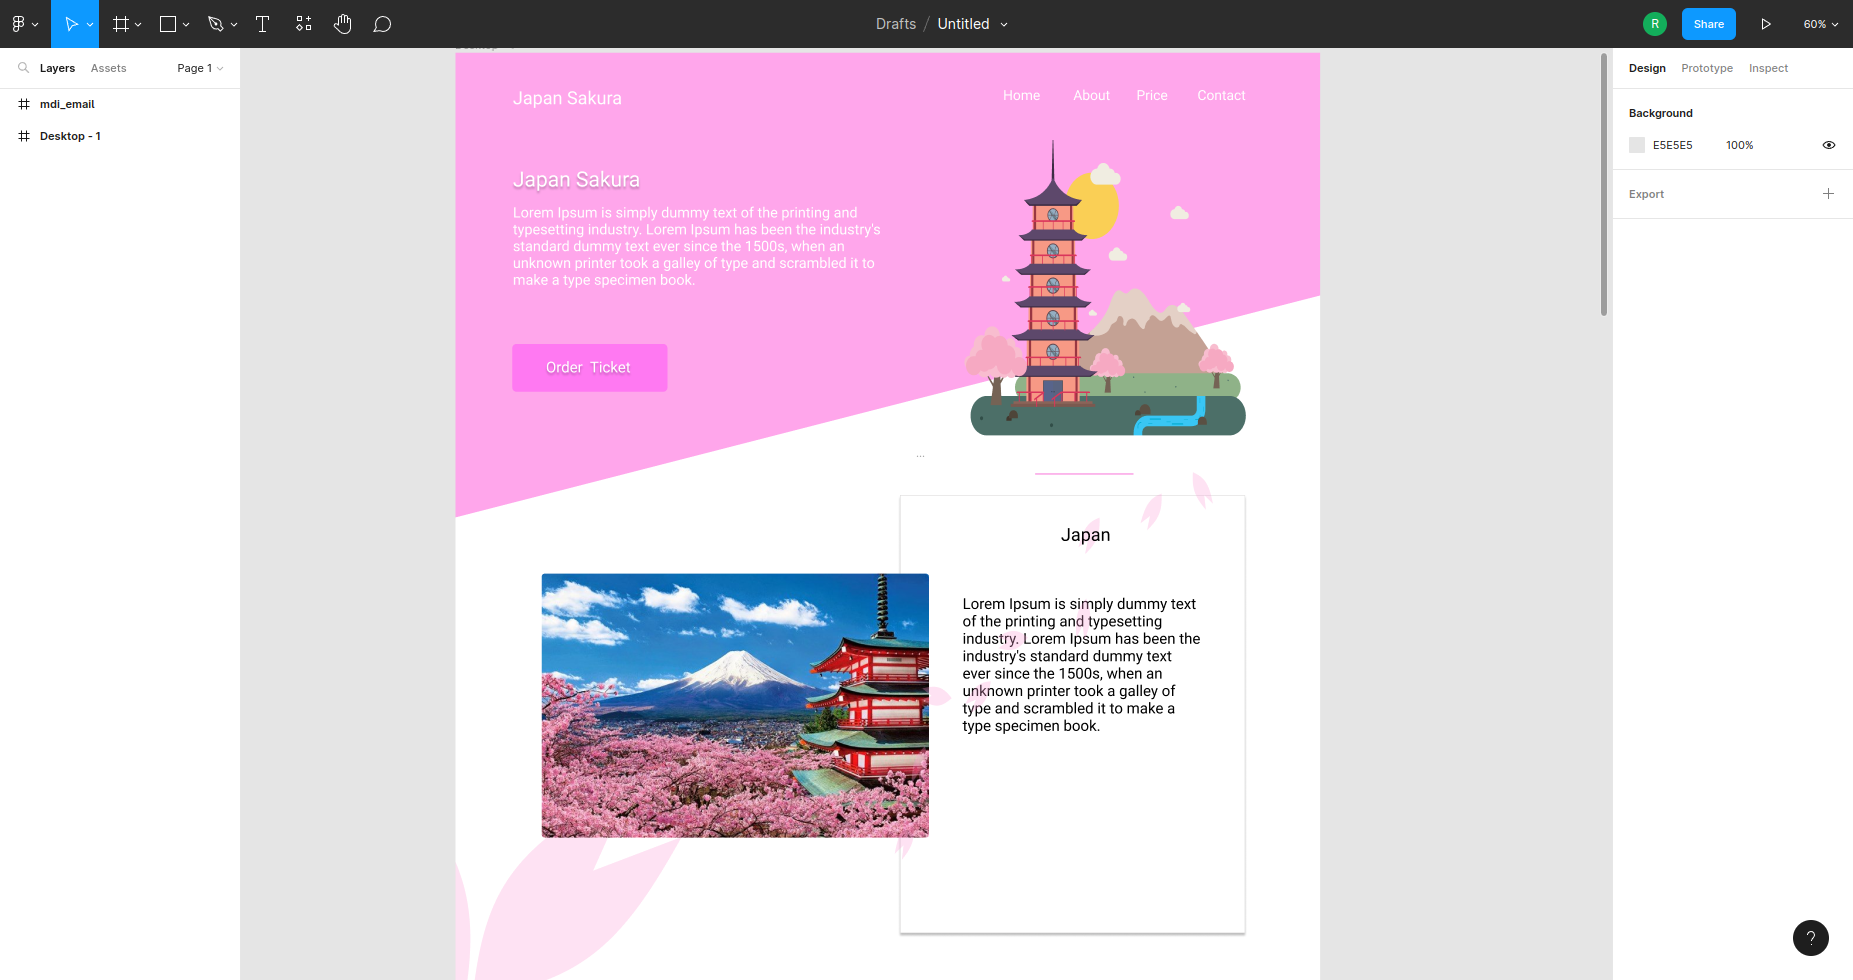 Drafts / Untitled
R
Share
60%
Layers
Assets
Page 1
mdi_email
Desktop - 1
Japan Sakura
Home
About
Price
Contact
Japan Sakura
Lorem Ipsum is simply dummy text of the printing and
typesetting industry. Lorem Ipsum has been the industry's
standard dummy text ever since the 1500s, when an
unknown printer took a galley of type and scrambled it to
make a type specimen book.
Order Ticket
...
Japan
Lorem Ipsum is simply dummy text
of the printing and typesetting
industry. Lorem Ipsum has been the
industry's standard dummy text
ever since the 1500s, when an
unknown printer took a galley of
type and scrambled it to make a
type specimen book.
Design
Prototype
Inspect
Background
E5E5E5
100%
Export
?